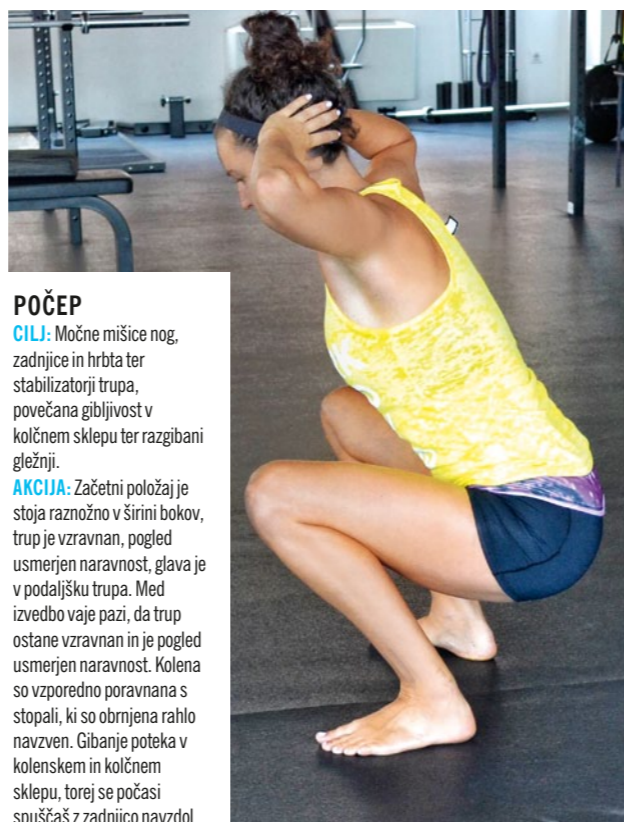 POČEP
CILJ: Močne mišice nog,
zadnjice in hrbta ter
stabilizatorji trupa,
povečana gibljivost v
kolčnem sklepu ter razgibani
gležnji.
AKCIJA: Začetni položaj je
stoja raznožno v širini bokov,
trup je vzravnan, pogled
usmerjen naravnost, glava je
v podaljšku trupa. Med
izvedbo vaje pazi, da trup
ostane vzravnan in je pogled
usmerjen naravnost. Kolena
so vzporedno poravnana s
stopali, ki so obrnjena rahlo
navzven. Gibanje poteka v
kolenskem in kolčnem
sklepu, torej se počasi
spuščaš z zadnjico navzdol